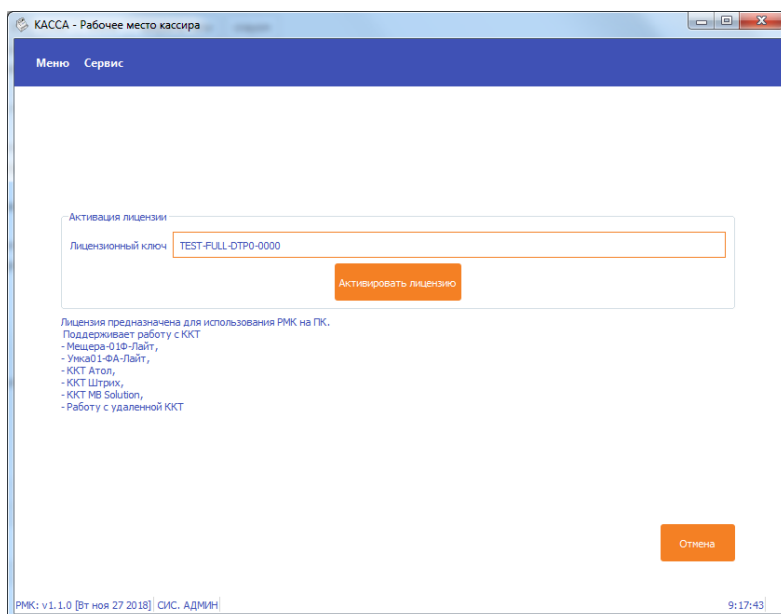 КАССА - Рабочее место кассира
Меню Сервис
Активация лицензии
Лицензионный ключ TEST-FULL-DTP0-0000
Активировать лицензию
Лицензия предназначена для использования РМК на ПК.
Поддерживает работу с ККТ
- Мещера-01Ф-Лайт,
- Умка01-ФА-Лайт,
- ККТ Атол,
- ККТ Штрих,
- ККТ MB Solution,
- Работу с удаленной ККТ
Отмена
РМК: v1.1.0 [Вт ноя 27 2018] СИС. АДМИН 9:17:43